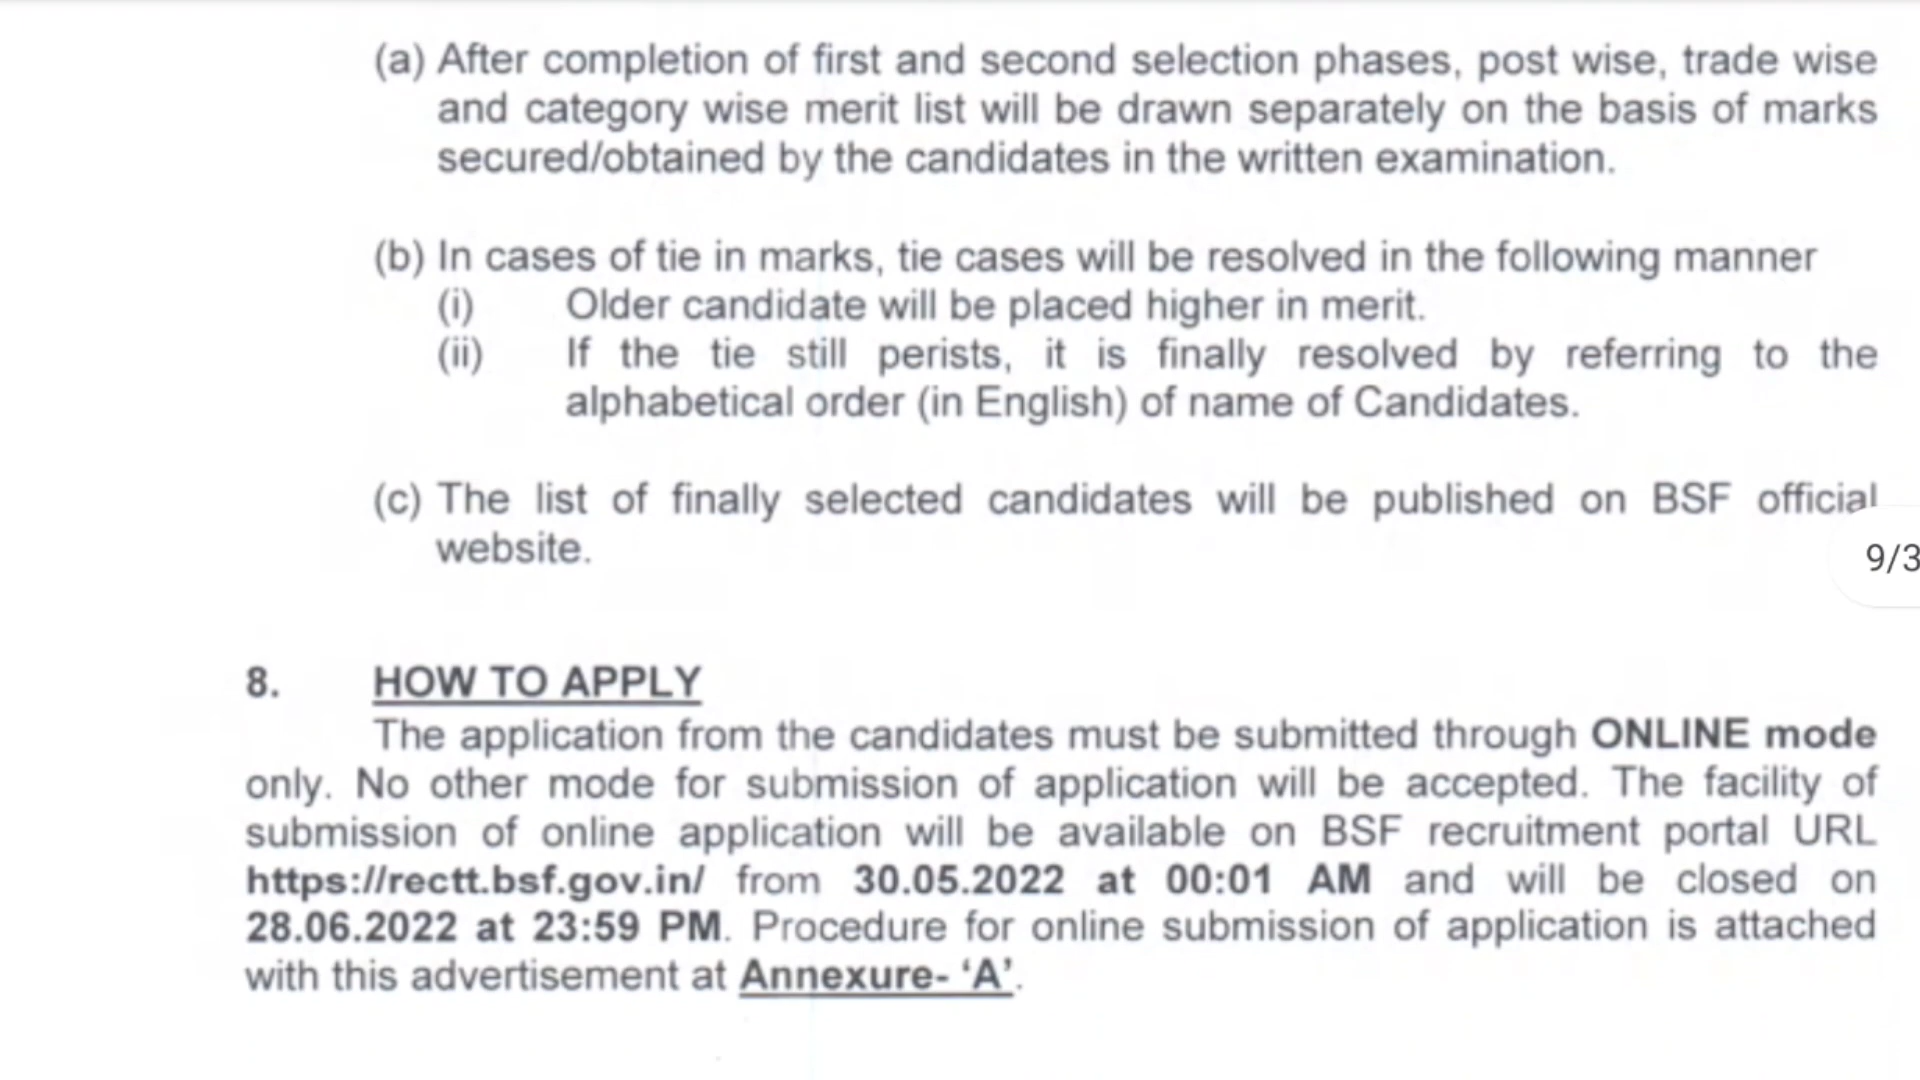 (a) After completion of first and second selection phases, post wise, trade wise
and category wise merit list will be drawn separately on the basis of marks
secured/obtained by the candidates in the written examination.
(b) In cases of tie in marks, tie cases will be resolved in the following manner
(i) Older candidate will be placed higher in merit.
(ii) If the tie still perists, it is finally resolved by referring to the
alphabetical order (in English) of name of Candidates.
(c) The list of finally selected candidates will be published on BSF official
website.
9/3
8. HOW TO APPLY
The application from the candidates must be submitted through ONLINE mode
only. No other mode for submission of application will be accepted. The facility of
submission of online application will be available on BSF recruitment portal URL
https://rectt.bsf.gov.in/ from 30.05.2022 at 00:01 AM and will be closed on
28.06.2022 at 23:59 PM. Procedure for online submission of application is attached
with this advertisement at Annexure- ‘A’.